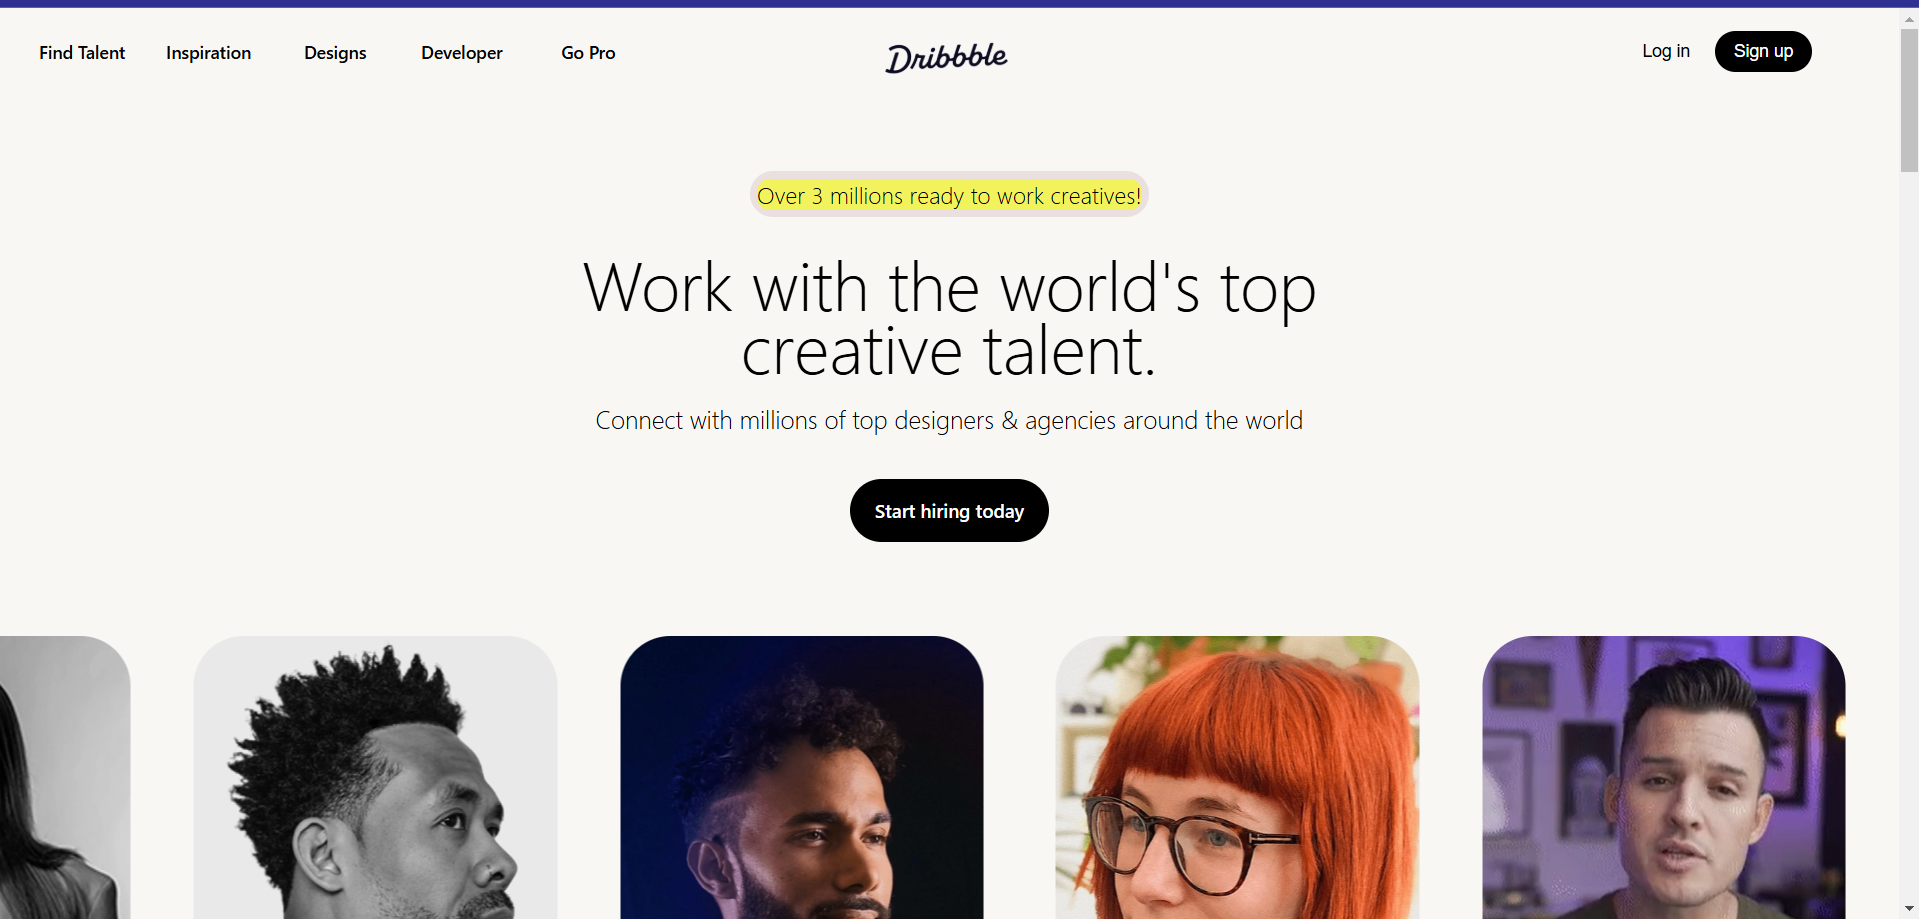 Find Talent Inspiration Designs Developer Go Pro Dribbble Log in Sign up
Over 3 millions ready to work creatives!
Work with the world's top
creative talent.
Connect with millions of top designers & agencies around the world
Start hiring today